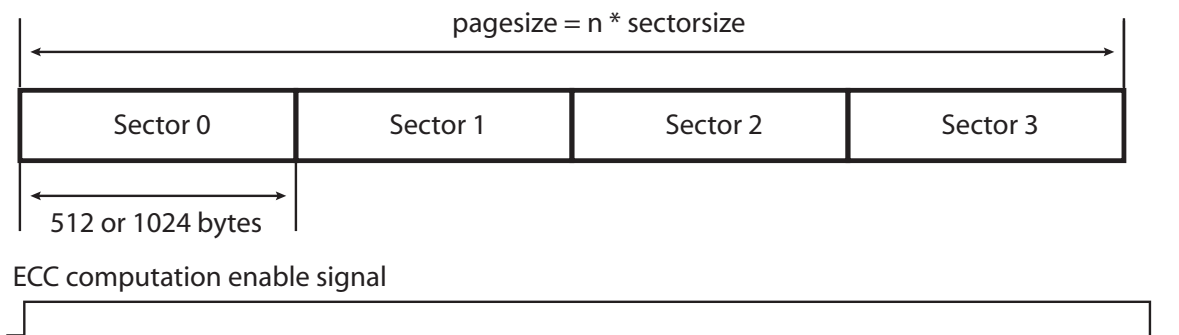 pagesize = n * sectorsize
Sector 0 Sector 1 Sector 2 Sector 3
512 or 1024 bytes
ECC computation enable signal